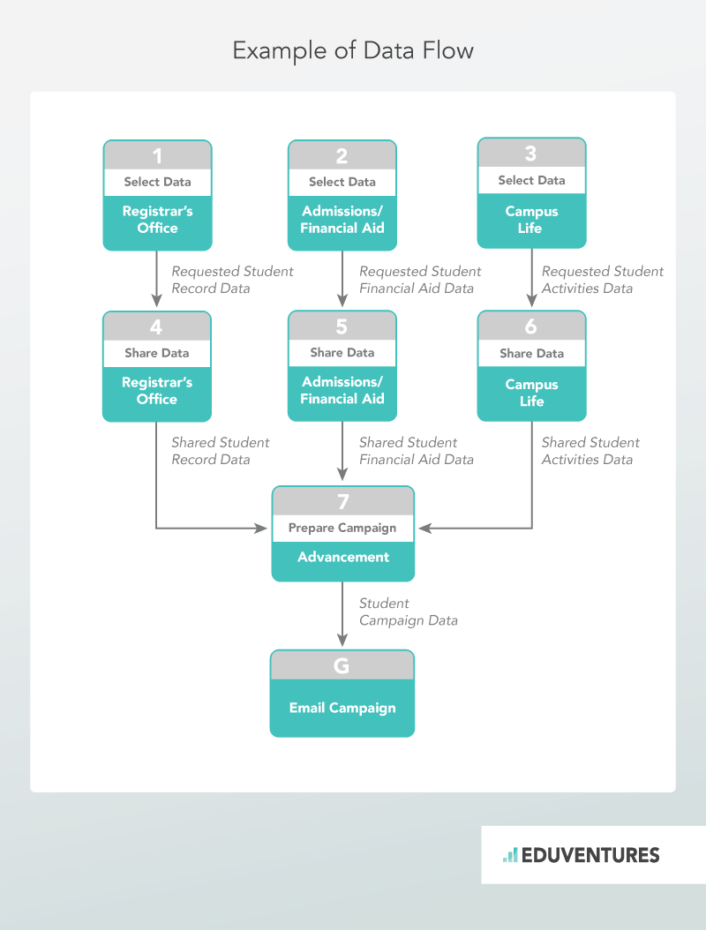 Example of Data Flow
1
Select Data
Registrar's
Office
2
Select Data
Admissions/
Financial Aid
3
Select Data
Campus
Life
Requested Student
Record Data
Requested Student
Financial Aid Data
Requested Student
Activities Data
4
Share Data
Registrar's
Office
5
Share Data
Admissions/
Financial Aid
6
Share Data
Campus
Life
Shared Student
Record Data
Shared Student
Financial Aid Data
Shared Student
Activities Data
7
Prepare Campaign
Advancement
Student
Campaign Data
G
Email Campaign
EDUVENTURES